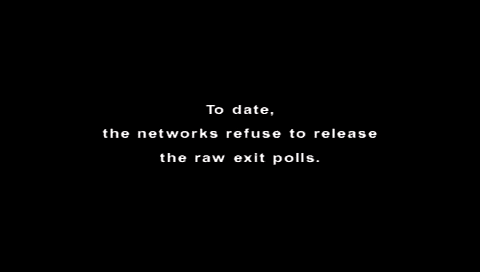 To date,
the networks refuse to release
the raw exit polls.